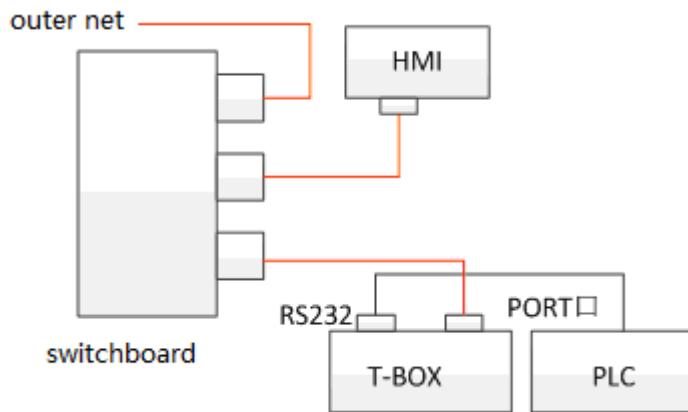 outer net
HMI
RS232
PORT口
switchboard
T-BOX
PLC